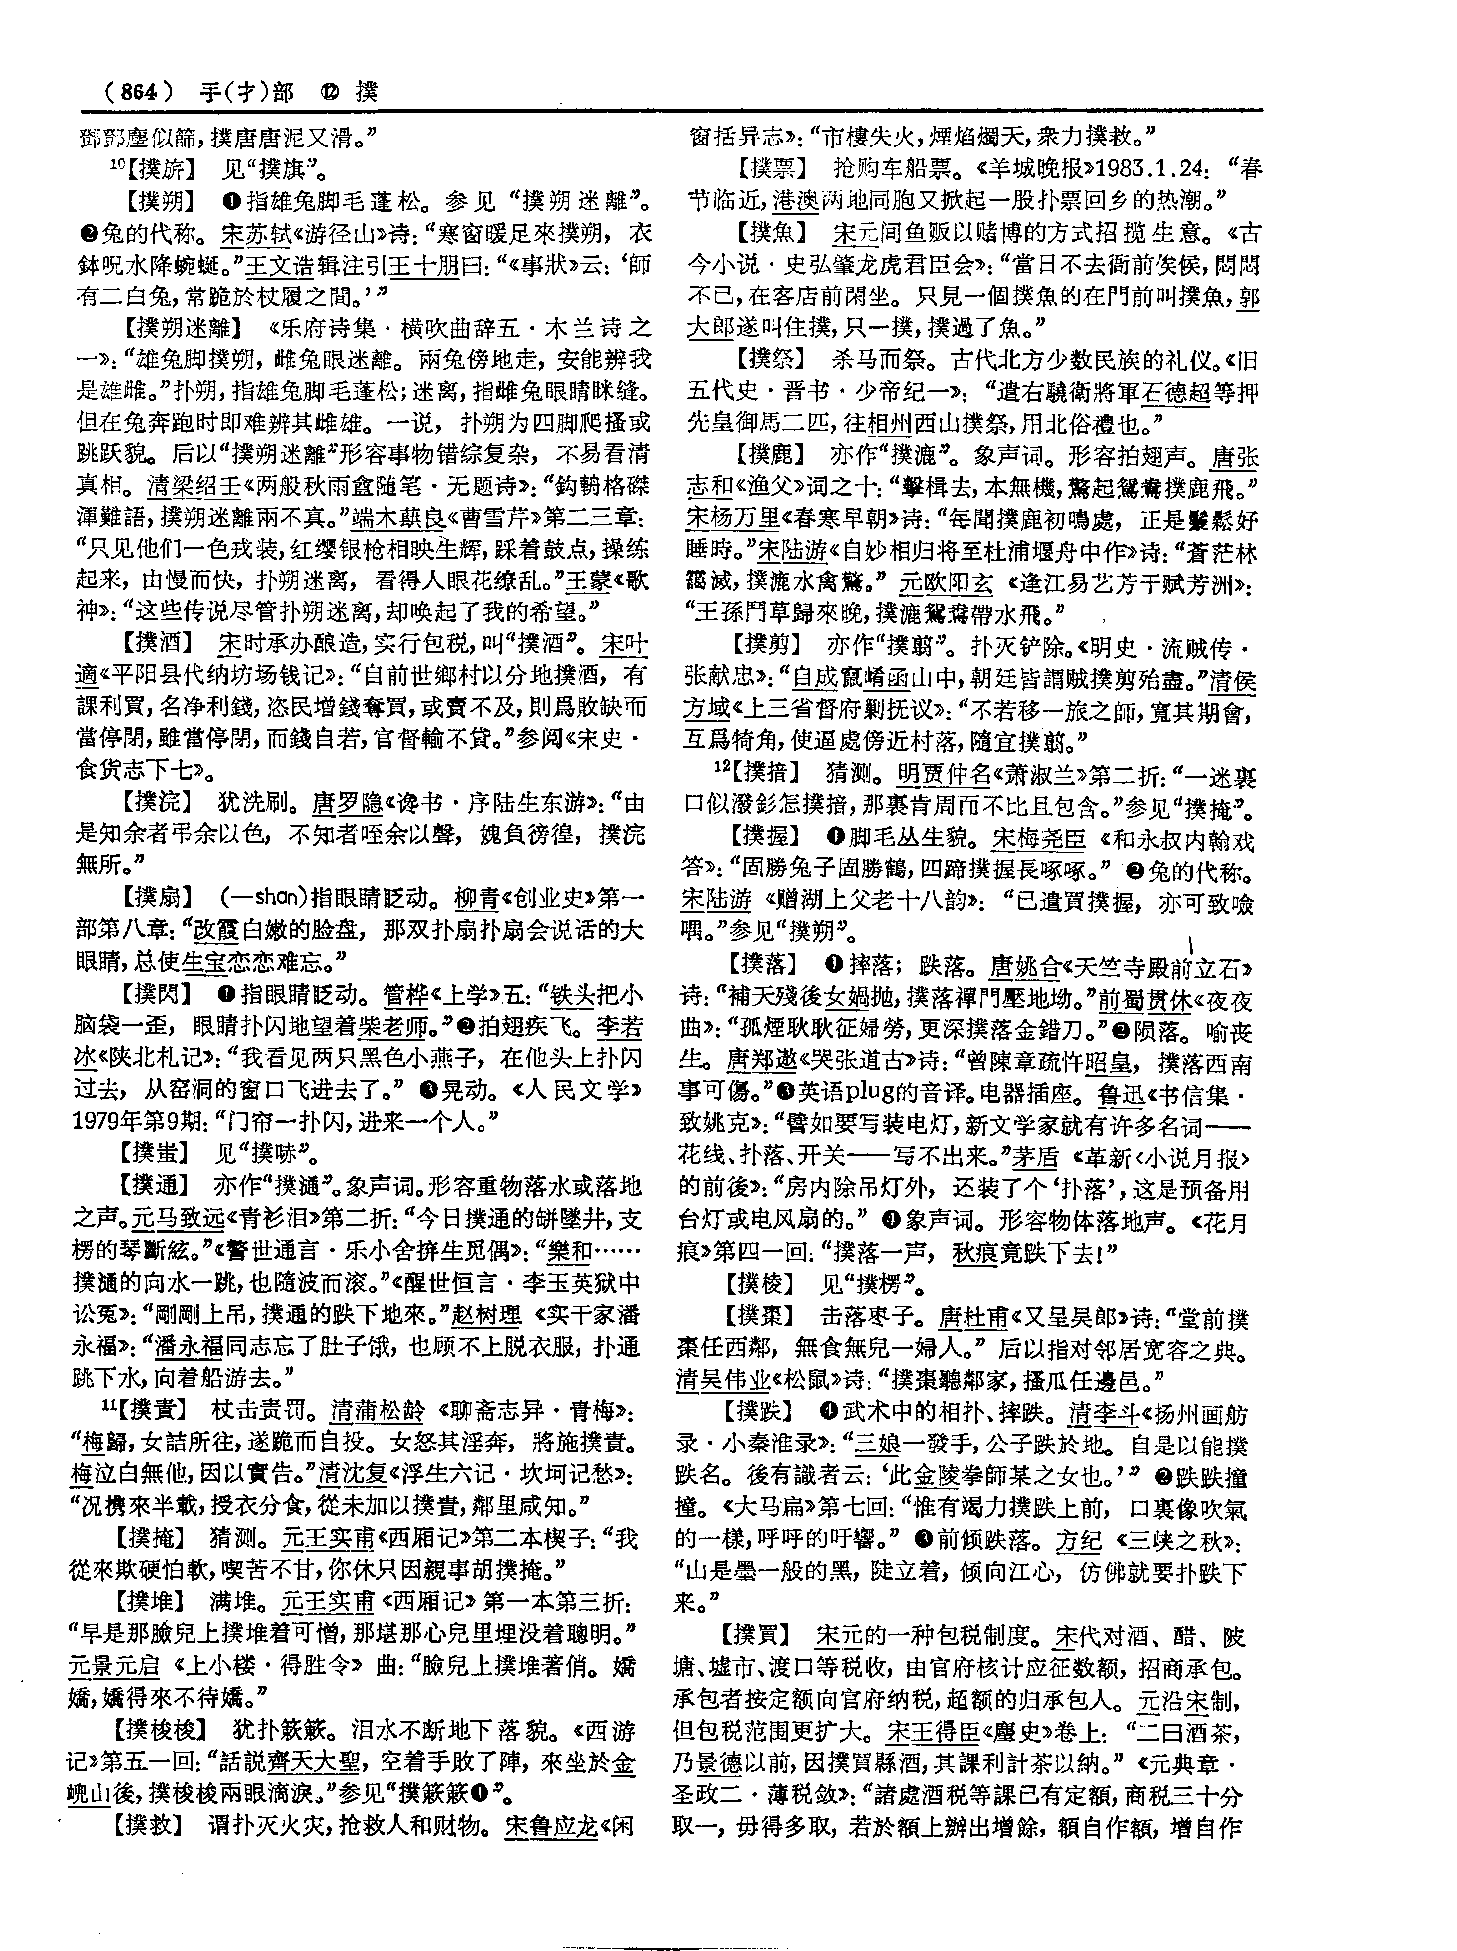 （864）　手(扌)部　⑫　撲
鄧鄧塵似篩，撲唐唐泥又滑。”
¹⁰【撲旂】　见“撲旗”。
【撲朔】　❶指雄兔脚毛蓬松。参见“撲朔迷離”。
❷兔的代称。宋苏轼《游径山》诗：“寒窗暖足來撲朔，衣
鉢呪水降蜿蜒。”王文诰辑注引王十朋曰：“《事狀》云：‘師
有二白兔，常跪於杖履之間。’”
【撲朔迷離】　《乐府诗集·横吹曲辞五·木兰诗之
一》：“雄兔脚撲朔，雌兔眼迷離。兩兔傍地走，安能辨我
是雄雌。”扑朔，指雄兔脚毛蓬松；迷离，指雌兔眼睛眯缝。
但在兔奔跑时即难辨其雌雄。一说，扑朔为四脚爬搔或
跳跃貌。后以“撲朔迷離”形容事物错综复杂，不易看清
真相。清梁绍壬《两般秋雨盦随笔·无题诗》：“鈎輈格磔
渾難語，撲朔迷離兩不真。”端木蕻良《曹雪芹》第二三章：
“只见他们一色戎装，红缨银枪相映生辉，踩着鼓点，操练
起来，由慢而快，扑朔迷离，看得人眼花缭乱。”王蒙《歌
神》：“这些传说尽管扑朔迷离，却唤起了我的希望。”
【撲酒】　宋时承办酿造，实行包税，叫“撲酒”。宋叶
適《平阳县代纳坊场钱记》：“自前世鄉村以分地撲酒，有
課利買，名净利錢，恣民增錢奪買，或賣不及，則爲敗缺而
當停閉，雖當停閉，而錢自若，官督輸不貸。”参阅《宋史·
食货志下七》。
【撲浣】　犹洗刷。唐罗隐《谗书·序陆生东游》：“由
是知余者弔余以色，不知者咥余以聲，媿負徬徨，撲浣
無所。”
【撲扇】　(—shan)指眼睛眨动。柳青《创业史》第一
部第八章：“改霞白嫩的脸盘，那双扑扇扑扇会说话的大
眼睛，总使生宝恋恋难忘。”
【撲閃】　❶指眼睛眨动。管桦《上学》五：“铁头把小
脑袋一歪，眼睛扑闪地望着柴老师。”❷拍翅疾飞。李若
冰《陕北札记》：“我看见两只黑色小燕子，在他头上扑闪
过去，从窑洞的窗口飞进去了。”　❸晃动。《人民文学》
1979年第9期：“门帘一扑闪，进来一个人。”
【撲蚩】　见“撲哧”。
【撲通】　亦作“撲嗵”。象声词。形容重物落水或落地
之声。元马致远《青衫泪》第二折：“今日撲通的缾墜井，支
楞的琴斷絃。”《警世通言·乐小舍拚生觅偶》：“樂和……
撲通的向水一跳，也隨波而滚。”《醒世恒言·李玉英狱中
讼冤》：“剛剛上吊，撲通的跌下地來。”赵树理《实干家潘
永福》：“潘永福同志忘了肚子饿，也顾不上脱衣服，扑通
跳下水，向着船游去。”
¹¹【撲責】　杖击责罚。清蒲松龄《聊斋志异·青梅》：
“梅歸，女詰所往，遂跪而自投。女怒其淫奔，將施撲責。
梅泣白無他，因以實告。”清沈复《浮生六记·坎坷记愁》：
“况携來半載，授衣分食，從未加以撲責，鄰里咸知。”
【撲掩】　猜测。元王实甫《西厢记》第二本楔子：“我
從來欺硬怕軟，喫苦不甘，你休只因親事胡撲掩。”
【撲堆】　满堆。元王实甫《西厢记》第一本第三折：
“早是那臉兒上撲堆着可憎，那堪那心兒里埋没着聰明。”
元景元启《上小楼·得胜令》曲：“臉兒上撲堆著俏。嬌
嬌，嬌得來不待嬌。”
【撲梭梭】　犹扑簌簌。泪水不断地下落貌。《西游
记》第五一回：“話説齊天大聖，空着手敗了陣，來坐於金
𡷗山後，撲梭梭兩眼滴淚。”参见“撲簌簌❶”。
【撲救】　谓扑灭火灾，抢救人和财物。宋鲁应龙《闲
窗括异志》：“市樓失火，煙焰燭天，衆力撲救。”
【撲票】　抢购车船票。《羊城晚报》1983.1.24：“春
节临近，港澳两地同胞又掀起一股扑票回乡的热潮。”
【撲魚】　宋元间鱼贩以赌博的方式招揽生意。《古
今小说·史弘肇龙虎君臣会》：“當日不去衙前俟候，悶悶
不已，在客店前閑坐。只見一個撲魚的在門前叫撲魚，郭
大郎遂叫住撲，只一撲，撲過了魚。”
【撲祭】　杀马而祭。古代北方少数民族的礼仪。《旧
五代史·晋书·少帝纪一》：“遣右驍衛將軍石德超等押
先皇御馬二匹，往相州西山撲祭，用北俗禮也。”
【撲鹿】　亦作“撲漉”。象声词。形容拍翅声。唐张
志和《渔父》词之十：“擊楫去，本無機，驚起鴛鴦撲鹿飛。”
宋杨万里《春寒早朝》诗：“每聞撲鹿初鳴處，正是鬅鬆好
睡時。”宋陆游《自妙相归将至杜浦堰舟中作》诗：“蒼茫林
靄滅，撲漉水禽驚。”元欧阳玄《逢江易艺芳于赋芳洲》：
“王孫鬥草歸來晚，撲漉鴛鴦帶水飛。”
【撲剪】　亦作“撲翦”。扑灭铲除。《明史·流贼传·
张献忠》：“自成竄崤函山中，朝廷皆謂贼撲剪殆盡。”清侯
方域《上三省督府剿抚议》：“不若移一旅之師，寬其期會，
互爲犄角，使逼處傍近村落，隨宜撲翦。”
¹²【撲揞】　猜测。明贾仲名《萧淑兰》第二折：“一迷裏
口似潑釤怎撲揞，那裏肯周而不比且包含。”参见“撲掩”。
【撲握】　❶脚毛丛生貌。宋梅尧臣《和永叔内翰戏
答》：“固勝兔子固勝鶴，四蹄撲握長啄啄。”　❷兔的代称。
宋陆游《赠湖上父老十八韵》：“已遣買撲握，亦可致噞
喁。”参见“撲朔”。
【撲落】　❶摔落；跌落。唐姚合《天竺寺殿前立石》
诗：“補天殘後女媧抛，撲落禪門壓地坳。”前蜀贯休《夜夜
曲》：“孤煙耿耿征婦勞，更深撲落金錯刀。”❷陨落。喻丧
生。唐郑遨《哭张道古》诗：“曾陳章疏忤昭皇，撲落西南
事可傷。”❸英语plug的音译。电器插座。鲁迅《书信集·
致姚克》：“譬如要写装电灯，新文学家就有许多名词——
花线、扑落、开关——写不出来。”茅盾《革新〈小说月报〉
的前後》：“房内除吊灯外，还装了个‘扑落’，这是预备用
台灯或电风扇的。”　❹象声词。形容物体落地声。《花月
痕》第四一回：“撲落一声，秋痕竟跌下去！”
【撲棱】　见“撲楞”。
【撲棗】　击落枣子。唐杜甫《又呈吴郎》诗：“堂前撲
棗任西鄰，無食無兒一婦人。”后以指对邻居宽容之典。
清吴伟业《松鼠》诗：“撲棗聽鄰家，搔瓜任邊邑。”
【撲跌】　❶武术中的相扑、摔跌。清李斗《扬州画舫
录·小秦淮录》：“三娘一發手，公子跌於地。自是以能撲
跌名。後有識者云：‘此金陵拳師某之女也。’”　❷跌跌撞
撞。《大马扁》第七回：“惟有竭力撲跌上前，口裏像吹氣
的一樣，呼呼的吁響。”　❸前倾跌落。方纪《三峡之秋》：
“山是墨一般的黑，陡立着，倾向江心，仿佛就要扑跌下
来。”
【撲買】　宋元的一种包税制度。宋代对酒、醋、陂
塘、墟市、渡口等税收，由官府核计应征数额，招商承包。
承包者按定额向官府纳税，超额的归承包人。元沿宋制，
但包税范围更扩大。宋王得臣《麈史》卷上：“二曰酒茶，
乃景德以前，因撲買縣酒，其課利計茶以纳。”《元典章·
圣政二·薄税敛》：“諸處酒税等課已有定額，商税三十分
取一，毋得多取，若於額上辦出增餘，額自作額，增自作